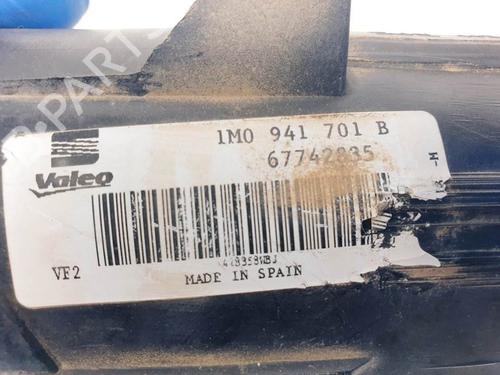 1M0 941 701 B
67742835
Valeo
VF2
MADE IN SPAIN